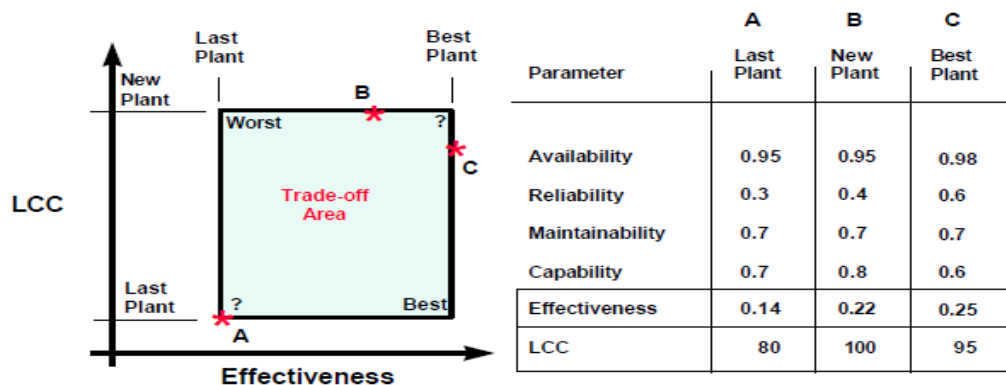 Last
Plant
Best
Plant
New
Plant
B
Worst
?
C
LCC
Trade-off
Area
Last
Plant
?
Best
A
Effectiveness
A B C
Parameter Last Plant New Plant Best Plant
Availability 0.95 0.95 0.98
Reliability 0.3 0.4 0.6
Maintainability 0.7 0.7 0.7
Capability 0.7 0.8 0.6
Effectiveness 0.14 0.22 0.25
LCC 80 100 95